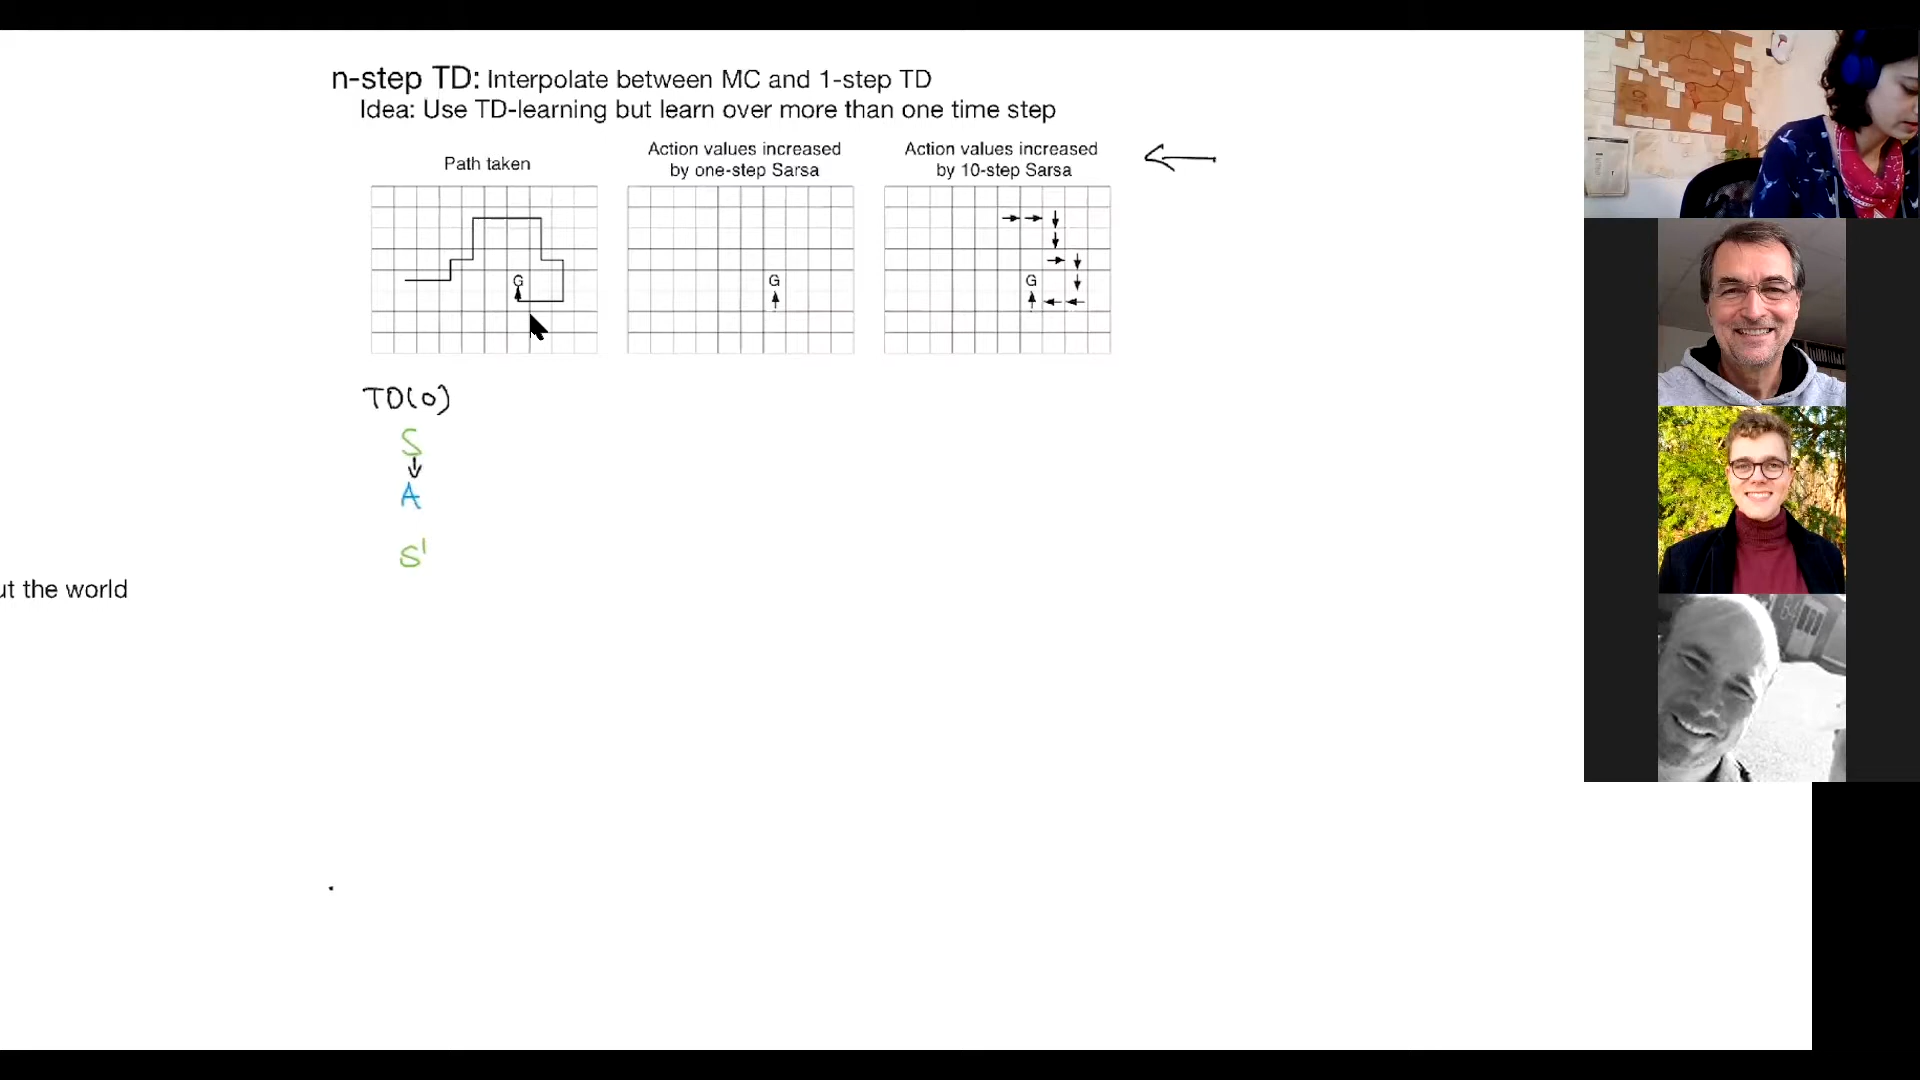 n-step TD: Interpolate between MC and 1-step TD
Idea: Use TD-learning but learn over more than one time step
Path taken
Action values increased
by one-step Sarsa
Action values increased
by 10-step Sarsa
G
G
G
TD(0)
S
A
S'
the world